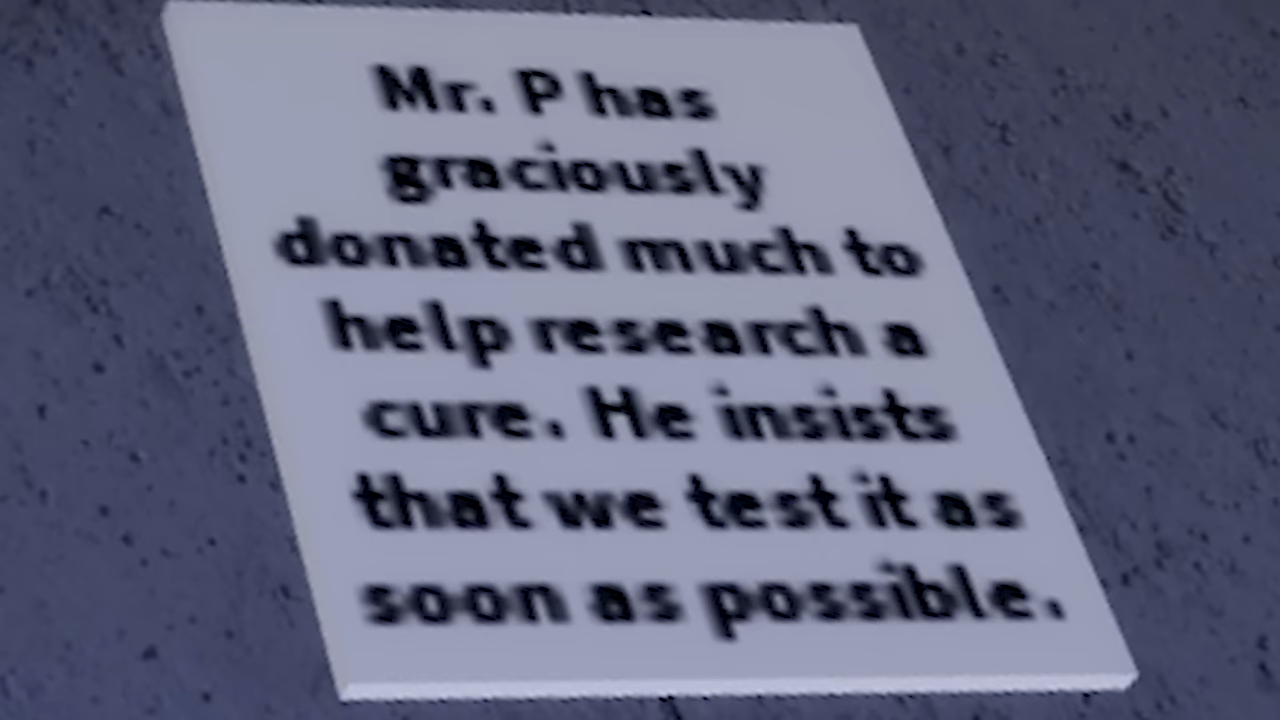 Mr. P has
graciously
donated much to
help research a
cure. He insists
that we test it as
soon as possible.